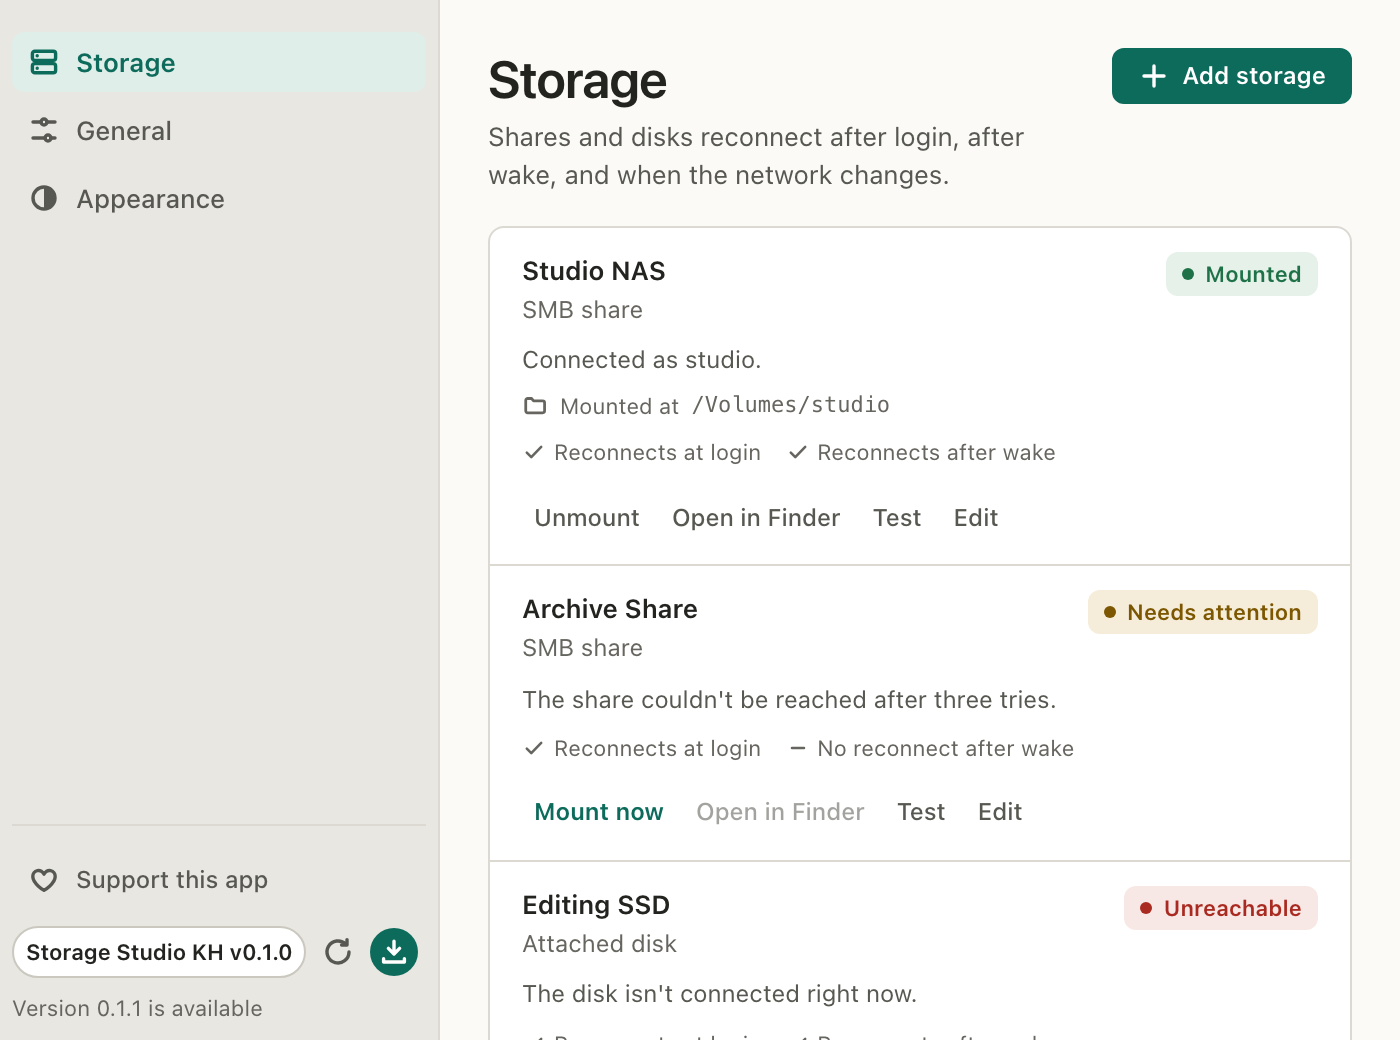 Storage
General
Appearance
Support this app
Storage Studio KH v0.1.0
Version 0.1.1 is available
Storage
Add storage
Shares and disks reconnect after login, after
wake, and when the network changes.
Studio NAS
Mounted
SMB share
Connected as studio.
Mounted at /Volumes/studio
Reconnects at login Reconnects after wake
Unmount Open in Finder Test Edit
Archive Share
Needs attention
SMB share
The share couldn't be reached after three tries.
Reconnects at login No reconnect after wake
Mount now Open in Finder Test Edit
Editing SSD
Unreachable
Attached disk
The disk isn't connected right now.